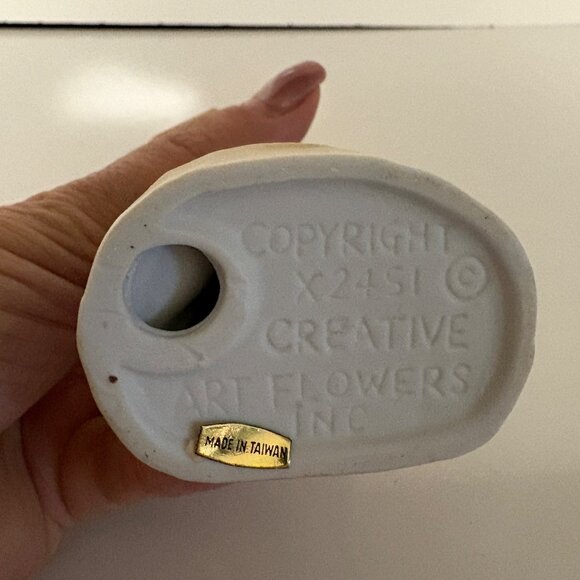 COPYRIGHT
X2451 ©
CREATIVE
ART FLOWERS
INC
MADE IN TAIWAN